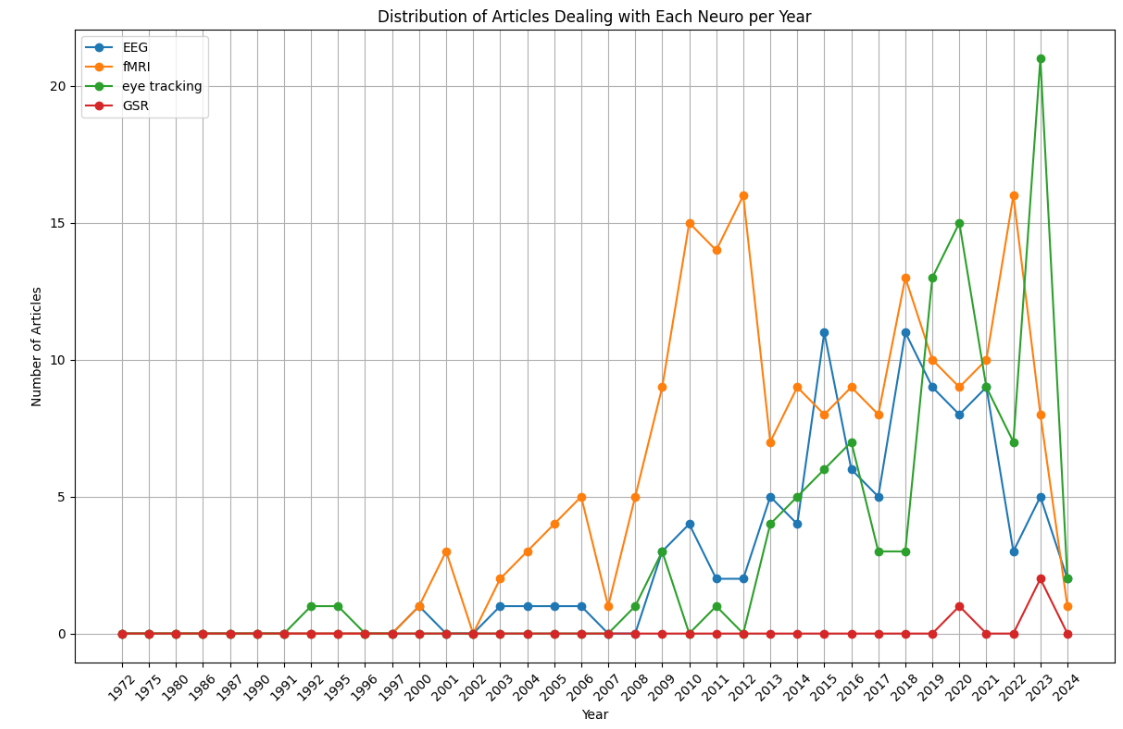 Distribution of Articles Dealing with Each Neuro per Year
EEG
fMRI
eye tracking
GSR
Number of Articles
20
15
10
5
0
1972 1975 1980 1986 1987 1990 1991 1992 1995 1996 1997 2000 2001 2002 2003 2004 2005 2006 2007 2008 2009 2010 2011 2012 2013 2014 2015 2016 2017 2018 2019 2020 2021 2022 2023 2024
Year